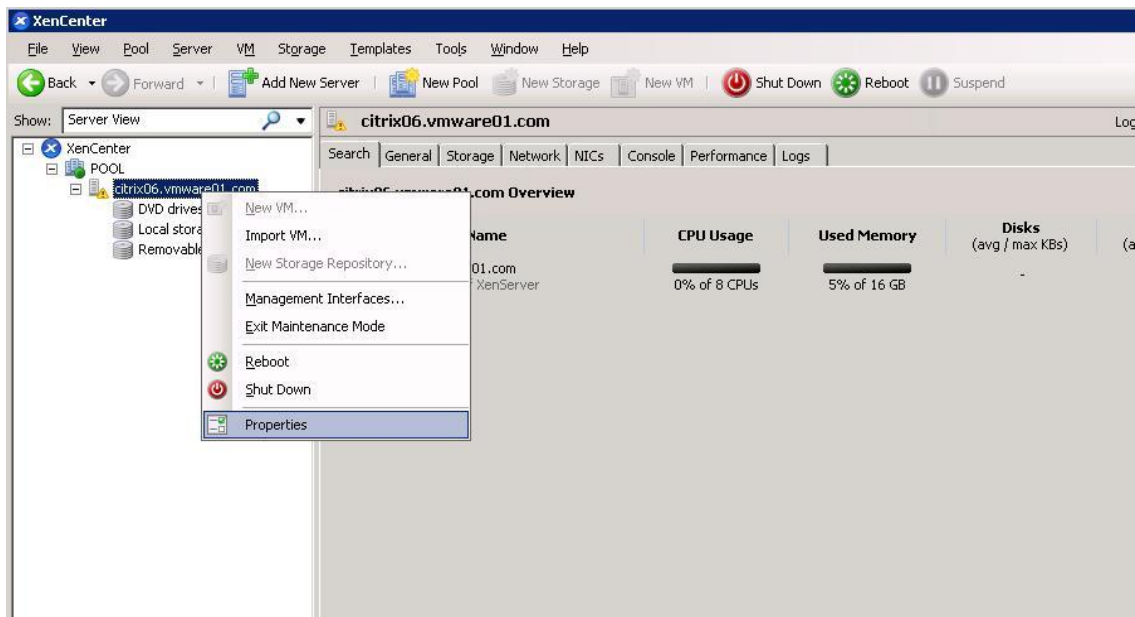 XenCenter
File View Pool Server VM Storage Templates Tools Window Help
Back Forward Add New Server New Pool New Storage New VM Shut Down Reboot Suspend
Show: Server View
citrix06.vmware01.com
Log
XenCenter
POOL
citrix06.vmware01.com
DVD drives
Local stora
Removable
Search General Storage Network NICs Console Performance Logs
.com Overview
Name CPU Usage Used Memory Disks
(avg / max KBs) (a
01.com
XenServer 0% of 8 CPUs 5% of 16 GB -
New VM...
Import VM...
New Storage Repository...
Management Interfaces...
Exit Maintenance Mode
Reboot
Shut Down
Properties